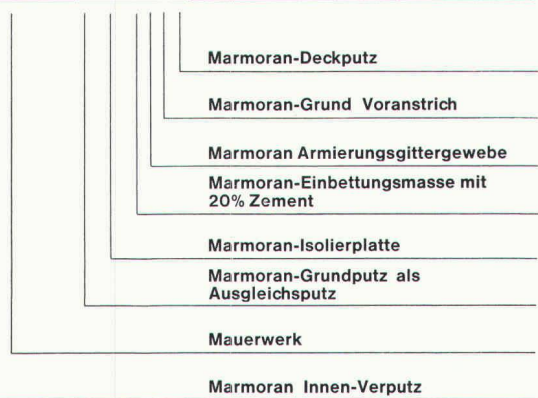 Marmoran-Deckputz
Marmoran-Grund Voranstrich
Marmoran Armierungsgittergewebe
Marmoran-Einbettungsmasse mit
20% Zement
Marmoran-Isolierplatte
Marmoran-Grundputz als
Ausgleichsputz
Mauerwerk
Marmoran Innen-Verputz